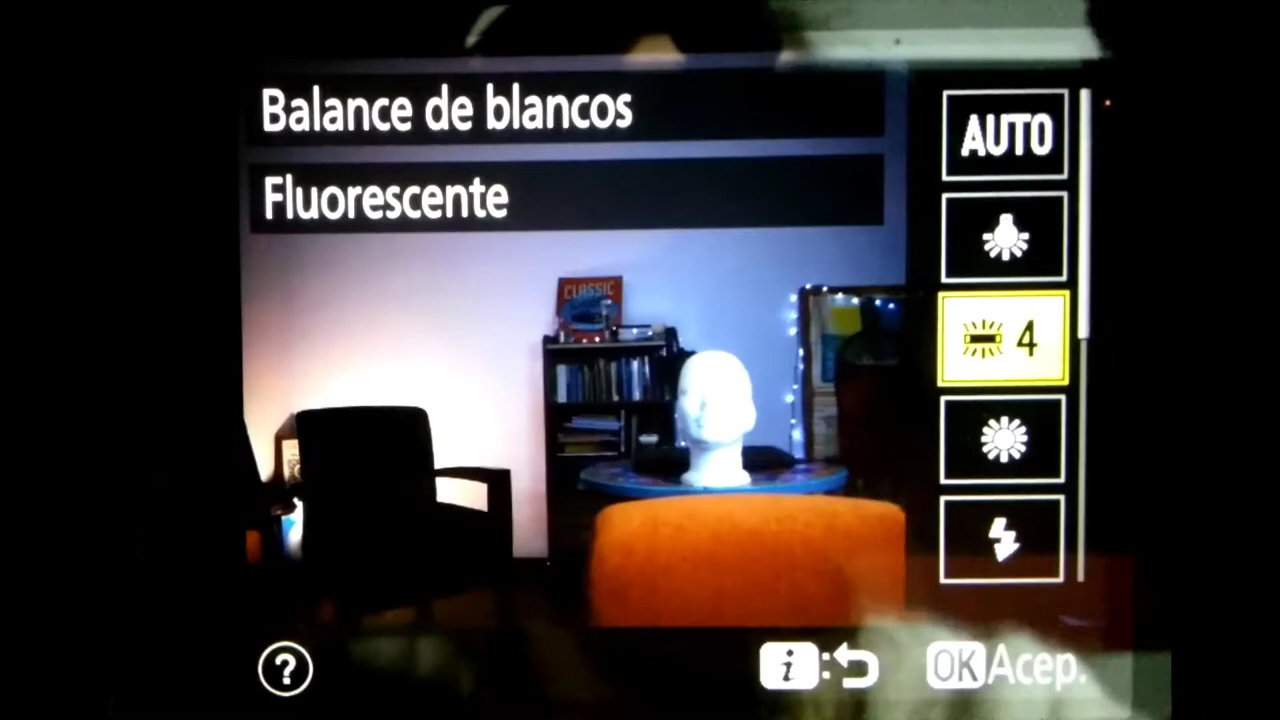 Balance de blancos
Fluorescente
AUTO
4
CLASSIC
? i: OK Acep.